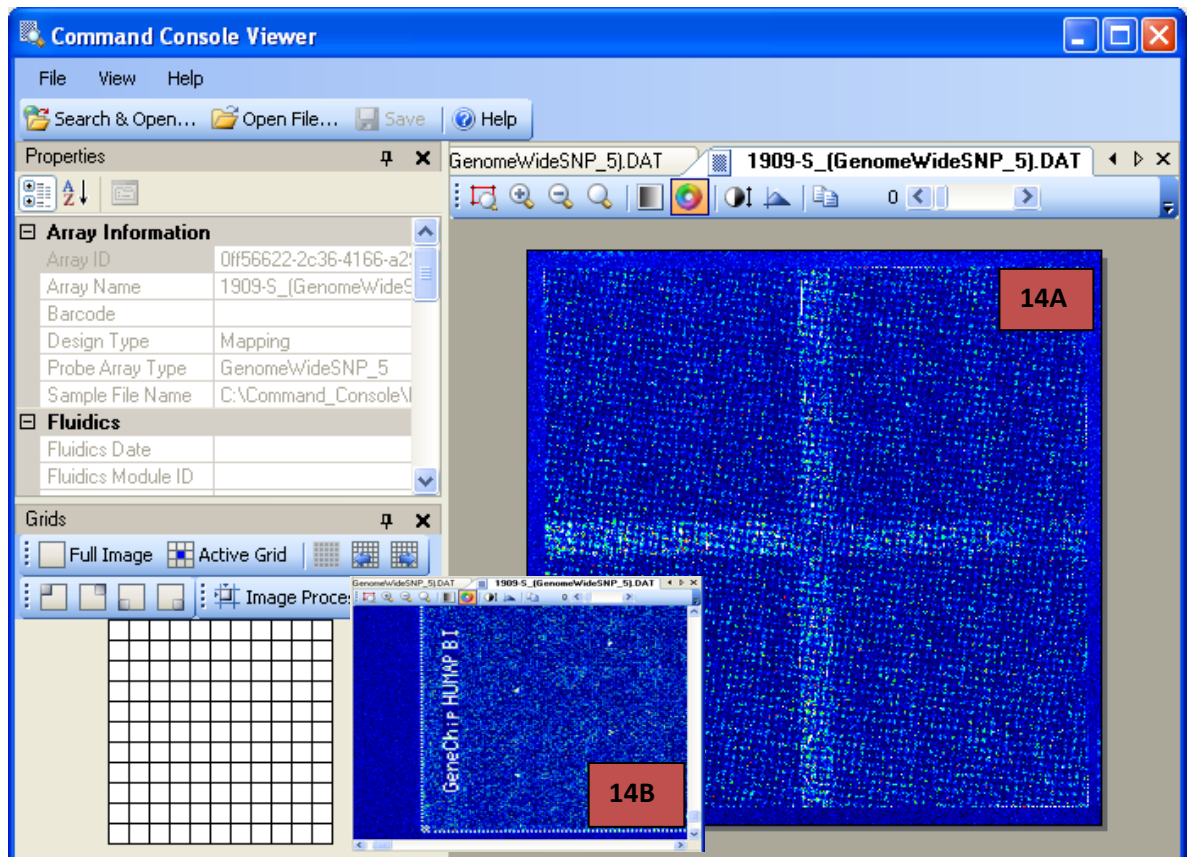 Command Console Viewer
File View Help
Search & Open... Open File... Save Help
Properties
GenomeWideSNP_5).DAT 1909-S_(GenomeWideSNP_5).DAT
0
Array Information
Array ID 0ff56622-2c36-4166-a2
Array Name 1909-S_(GenomeWideS
Barcode
Design Type Mapping
Probe Array Type GenomeWideSNP_5
Sample File Name C:\Command_Console\
Fluidics
Fluidics Date
Fluidics Module ID
Grids
Full Image Active Grid
Image Proce
14A
GenomeWideSNP_5).DAT 1909-S_(GenomeWideSNP_5).DAT
0
GeneChip HUMAP BI
14B